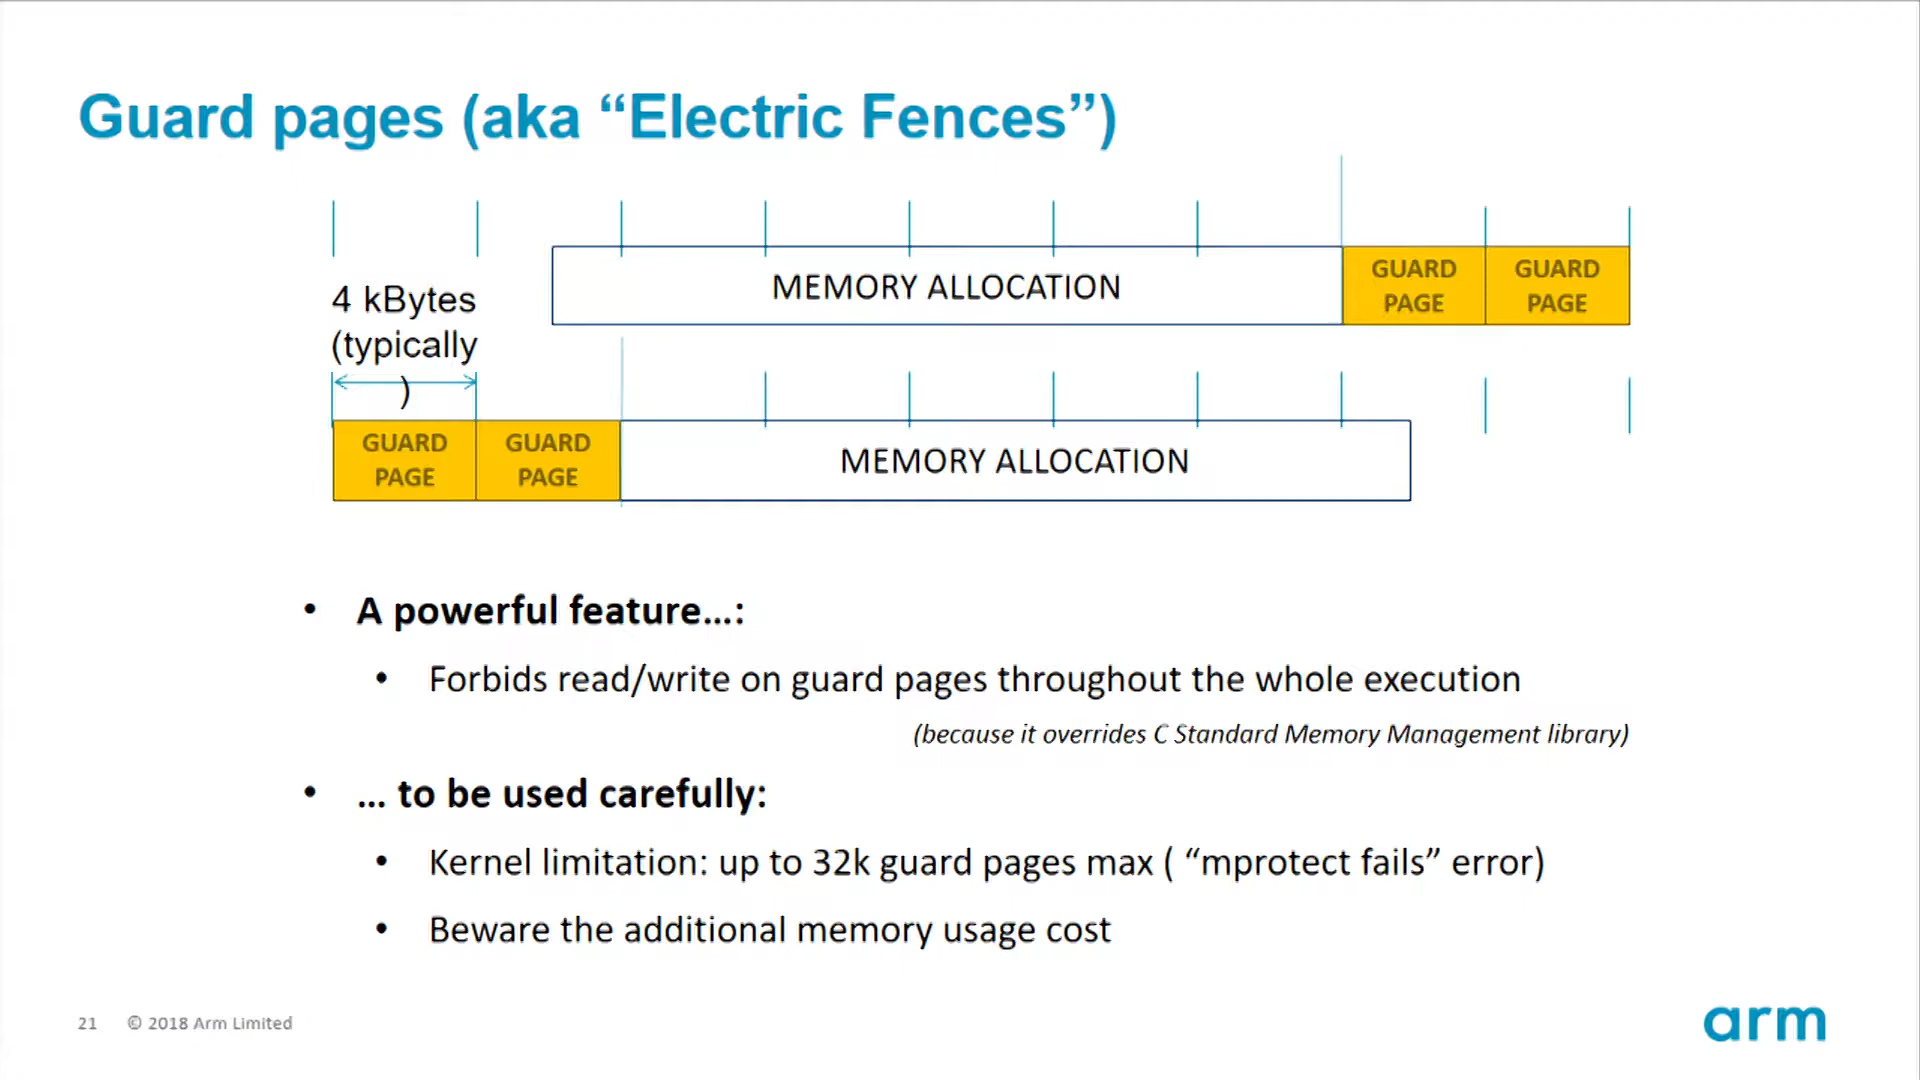 Guard pages (aka “Electric Fences”)
MEMORY ALLOCATION
GUARD
PAGE
GUARD
PAGE
4 kBytes
(typically
)
GUARD
PAGE
GUARD
PAGE
MEMORY ALLOCATION
• A powerful feature...:
• Forbids read/write on guard pages throughout the whole execution
(because it overrides C Standard Memory Management library)
• ... to be used carefully:
• Kernel limitation: up to 32k guard pages max ( “mprotect fails” error)
• Beware the additional memory usage cost
21 © 2018 Arm Limited
arm